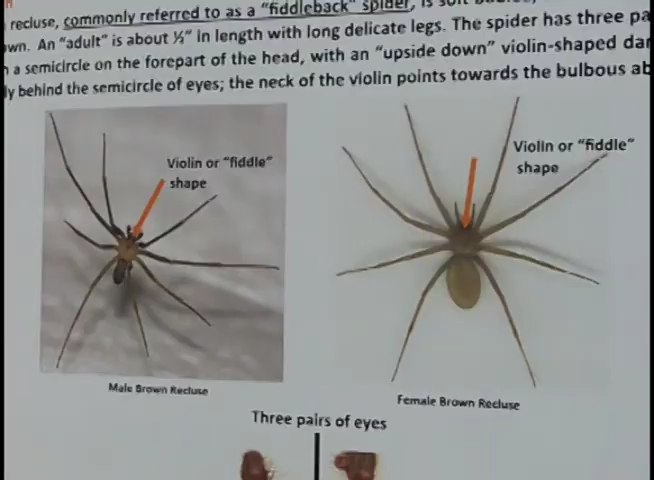 recluse, commonly referred to as a "fiddleback" spider, is
wn. An "adult" is about ½" in length with long delicate legs. The spider has three pa
a semicircle on the forepart of the head, with an "upside down" violin-shaped dar
ly behind the semicircle of eyes; the neck of the violin points towards the bulbous ab
Violin or "fiddle"
shape
Violin or "fiddle"
shape
Male Brown Recluse
Female Brown Recluse
Three pairs of eyes